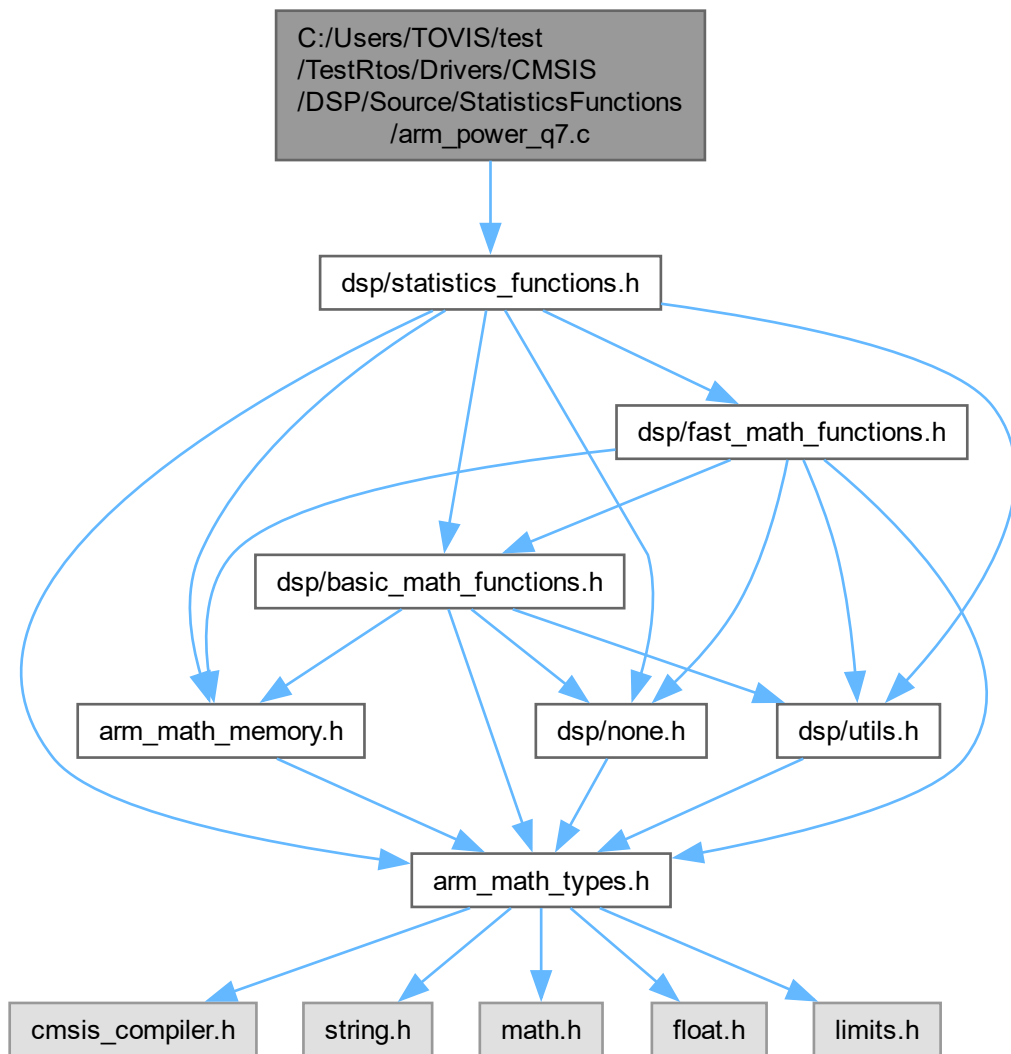 C:/Users/TOVIS/test
/TestRtos/Drivers/CMSIS
/DSP/Source/StatisticsFunctions
/arm_power_q7.c
dsp/statistics_functions.h
dsp/fast_math_functions.h
dsp/basic_math_functions.h
arm_math_memory.h
dsp/none.h
dsp/utils.h
arm_math_types.h
cmsis_compiler.h
string.h
math.h
float.h
limits.h